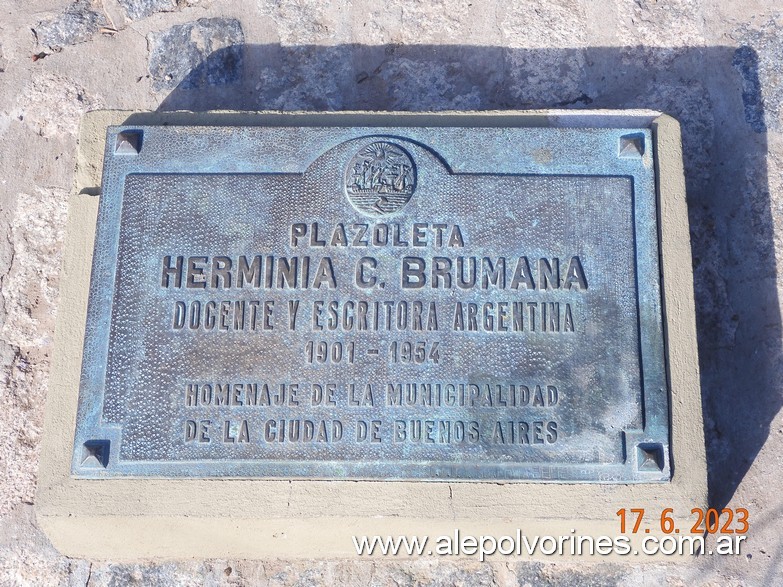 PLAZOLETA
HERMINIA C. BRUMANA
DOCENTE Y ESCRITORA ARGENTINA
1901 - 1954
HOMENAJE DE LA MUNICIPALIDAD
DE LA CIUDAD DE BUENOS AIRES
17. 6. 2023
www.alepolvorines.com.ar